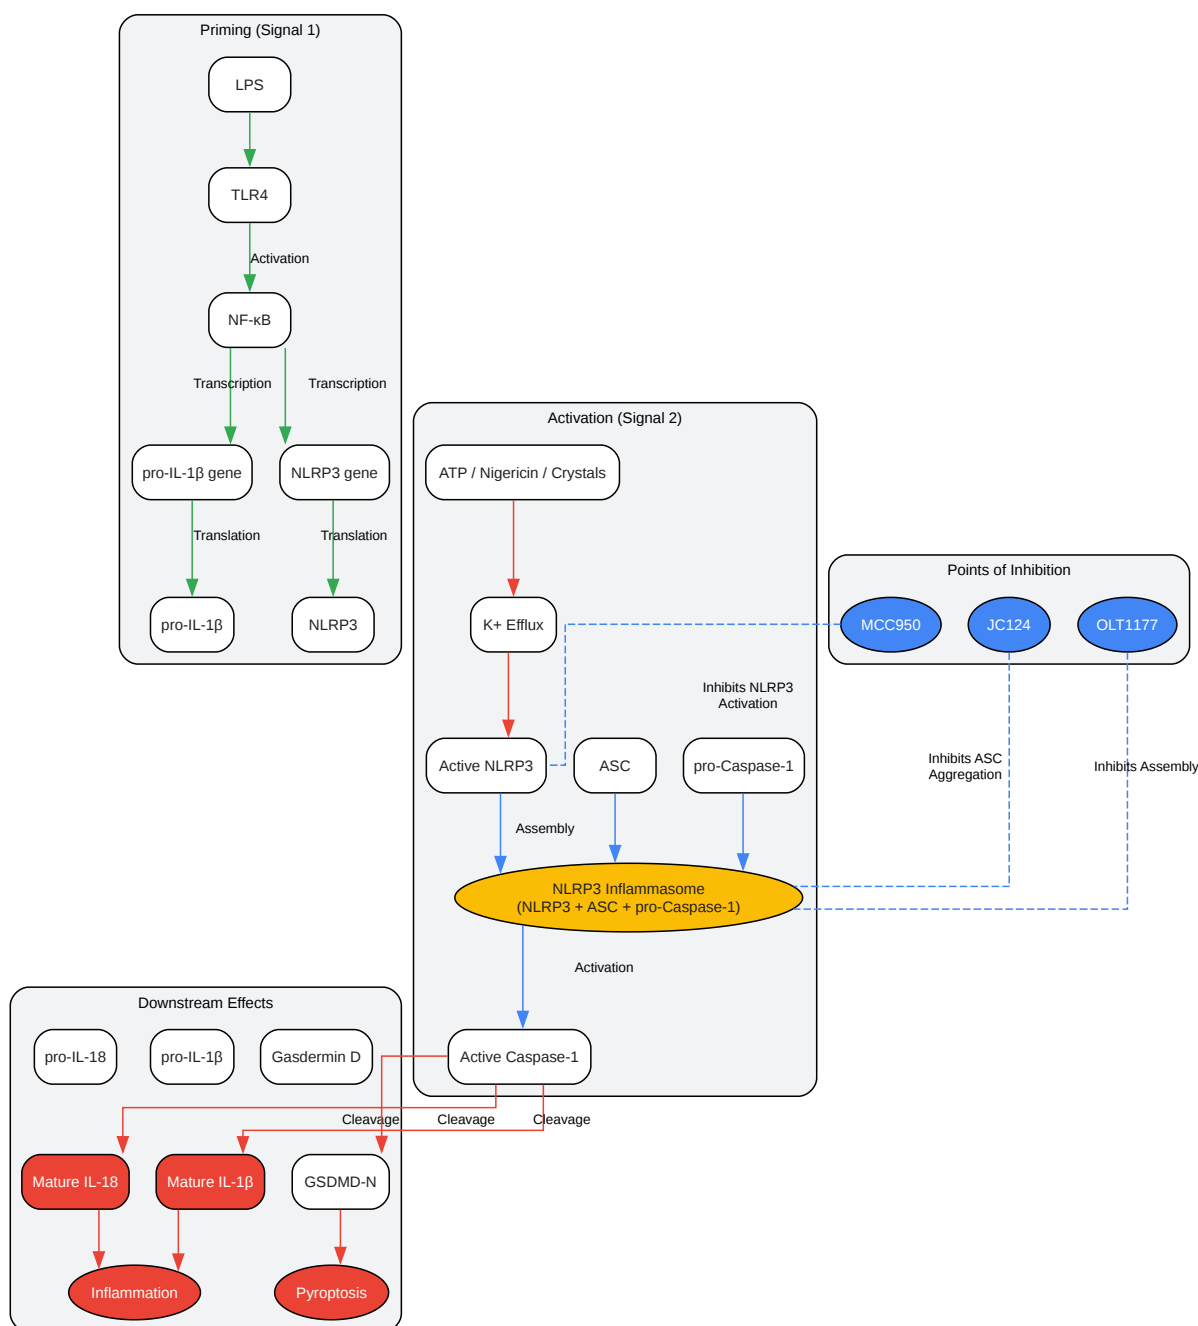 Priming (Signal 1)
LPS
TLR4
Activation
NF-κB
Transcription
Transcription
pro-IL-1β gene
NLRP3 gene
Translation
Translation
pro-IL-1β
NLRP3
Activation (Signal 2)
ATP / Nigericin / Crystals
K+ Efflux
Inhibits NLRP3
Activation
Active NLRP3
ASC
pro-Caspase-1
Assembly
NLRP3 Inflammasome
(NLRP3 + ASC + pro-Caspase-1)
Activation
Active Caspase-1
Points of Inhibition
MCC950
JC124
OLT1177
Inhibits ASC
Aggregation
Inhibits Assembly
Downstream Effects
pro-IL-18
pro-IL-1β
Gasdermin D
Cleavage
Cleavage
Cleavage
Mature IL-18
Mature IL-1β
GSDMD-N
Inflammation
Pyroptosis